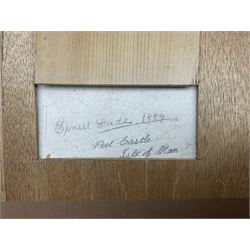 Ernest Dade. 1889
Peel Castle
Isle of Man